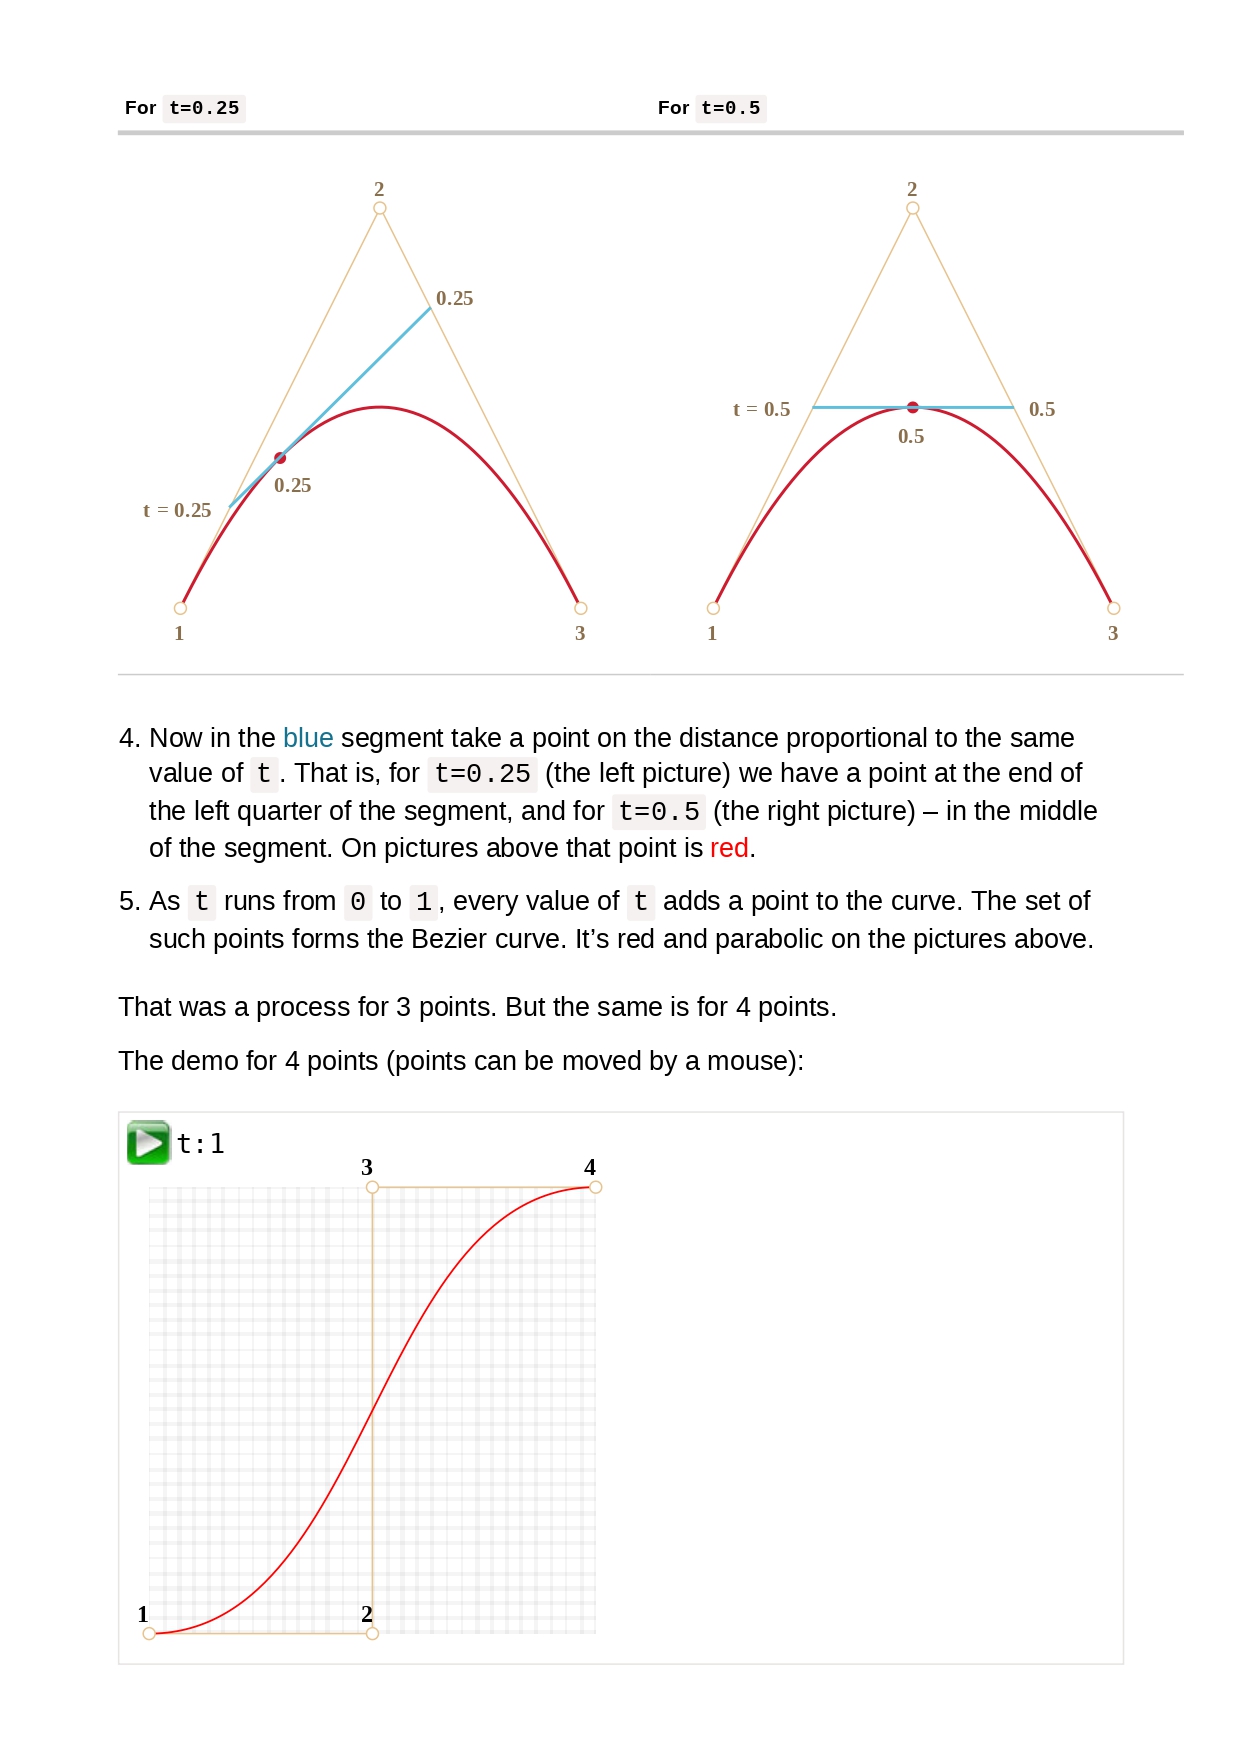 For t=0.25 For t=0.5
2 2
0.25
t = 0.5 0.5
0.5
0.25
t = 0.25
1 3 1 3
4. Now in the blue segment take a point on the distance proportional to the same
value of t. That is, for t=0.25 (the left picture) we have a point at the end of
the left quarter of the segment, and for t=0.5 (the right picture) – in the middle
of the segment. On pictures above that point is red.
5. As t runs from 0 to 1, every value of t adds a point to the curve. The set of
such points forms the Bezier curve. It’s red and parabolic on the pictures above.
That was a process for 3 points. But the same is for 4 points.
The demo for 4 points (points can be moved by a mouse):
t:1
3 4
1 2